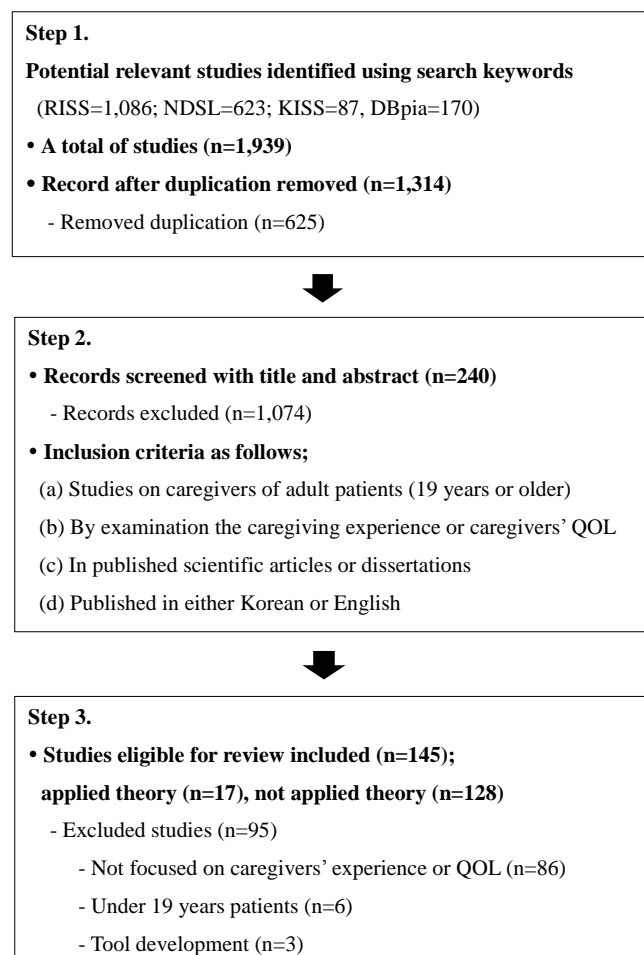 Step 1.
Potential relevant studies identified using search keywords
(RISS=1,086; NDSL=623; KISS=87, DBpia=170)
• A total of studies (n=1,939)
• Record after duplication removed (n=1,314)
- Removed duplication (n=625)
Step 2.
• Records screened with title and abstract (n=240)
- Records excluded (n=1,074)
• Inclusion criteria as follows;
(a) Studies on caregivers of adult patients (19 years or older)
(b) By examination the caregiving experience or caregivers’ QOL
(c) In published scientific articles or dissertations
(d) Published in either Korean or English
Step 3.
• Studies eligible for review included (n=145);
applied theory (n=17), not applied theory (n=128)
- Excluded studies (n=95)
- Not focused on caregivers’ experience or QOL (n=86)
- Under 19 years patients (n=6)
- Tool development (n=3)